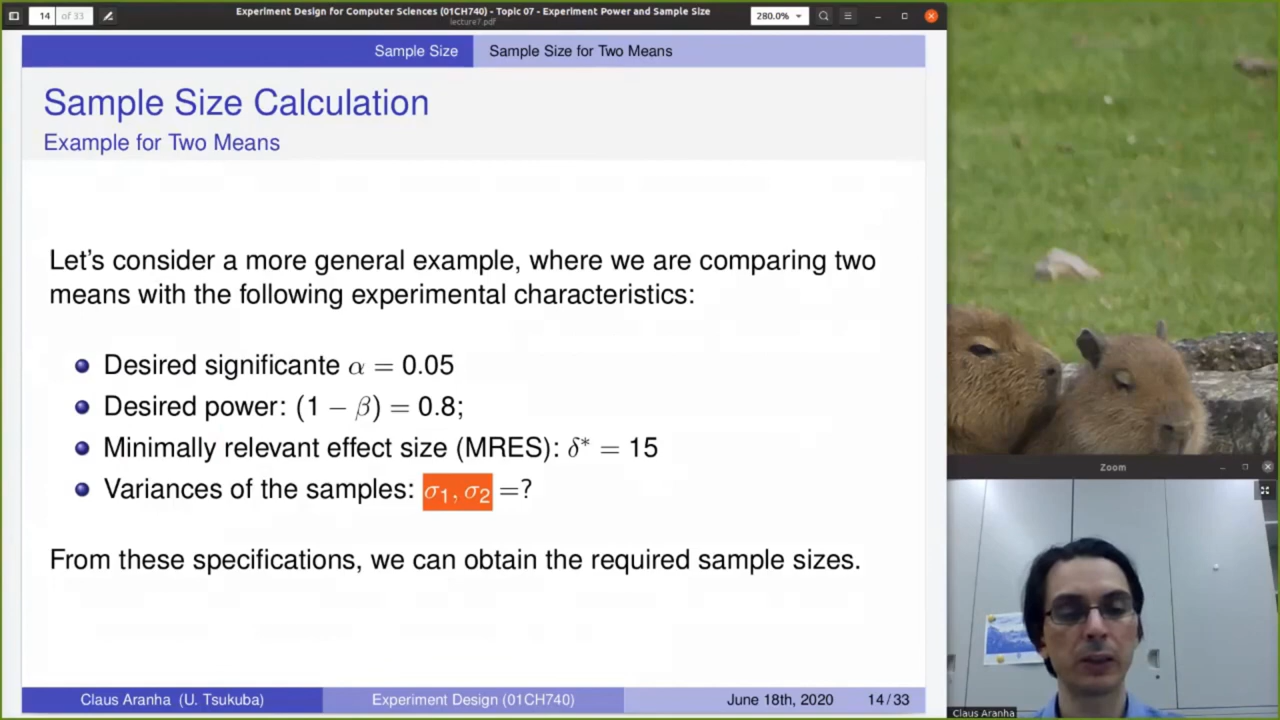 14 of 33
Experiment Design for Computer Sciences (01CH740) - Topic 07 - Experiment Power and Sample Size
lecture7.pdf
280.0%
Sample Size
Sample Size for Two Means
Sample Size Calculation
Example for Two Means
Let's consider a more general example, where we are comparing two
means with the following experimental characteristics:
Desired significante α = 0.05
Desired power: (1 − β) = 0.8;
Minimally relevant effect size (MRES): δ* = 15
Variances of the samples: σ₁, σ₂ =?
From these specifications, we can obtain the required sample sizes.
Claus Aranha (U. Tsukuba)
Experiment Design (01CH740)
June 18th, 2020
14 / 33
Zoom
Claus Aranha